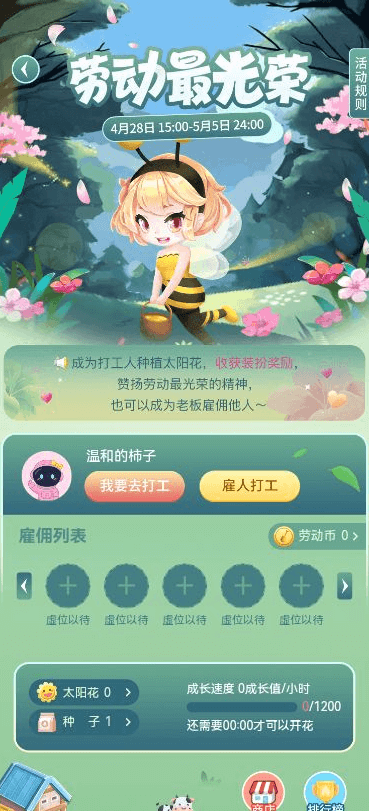 劳动最光荣
活动规则
4月28日 15:00-5月5日 24:00
成为打工人种植太阳花，收获装扮奖励，
赞扬劳动最光荣的精神，
也可以成为老板雇佣他人～
温和的柿子
我要去打工
雇人打工
雇佣列表
劳动币 0
虚位以待
虚位以待
虚位以待
虚位以待
虚位以待
太阳花 0
成长速度 0成长值/小时
0/1200
种 子 1
还需要00:00才可以开花
商店
排行榜